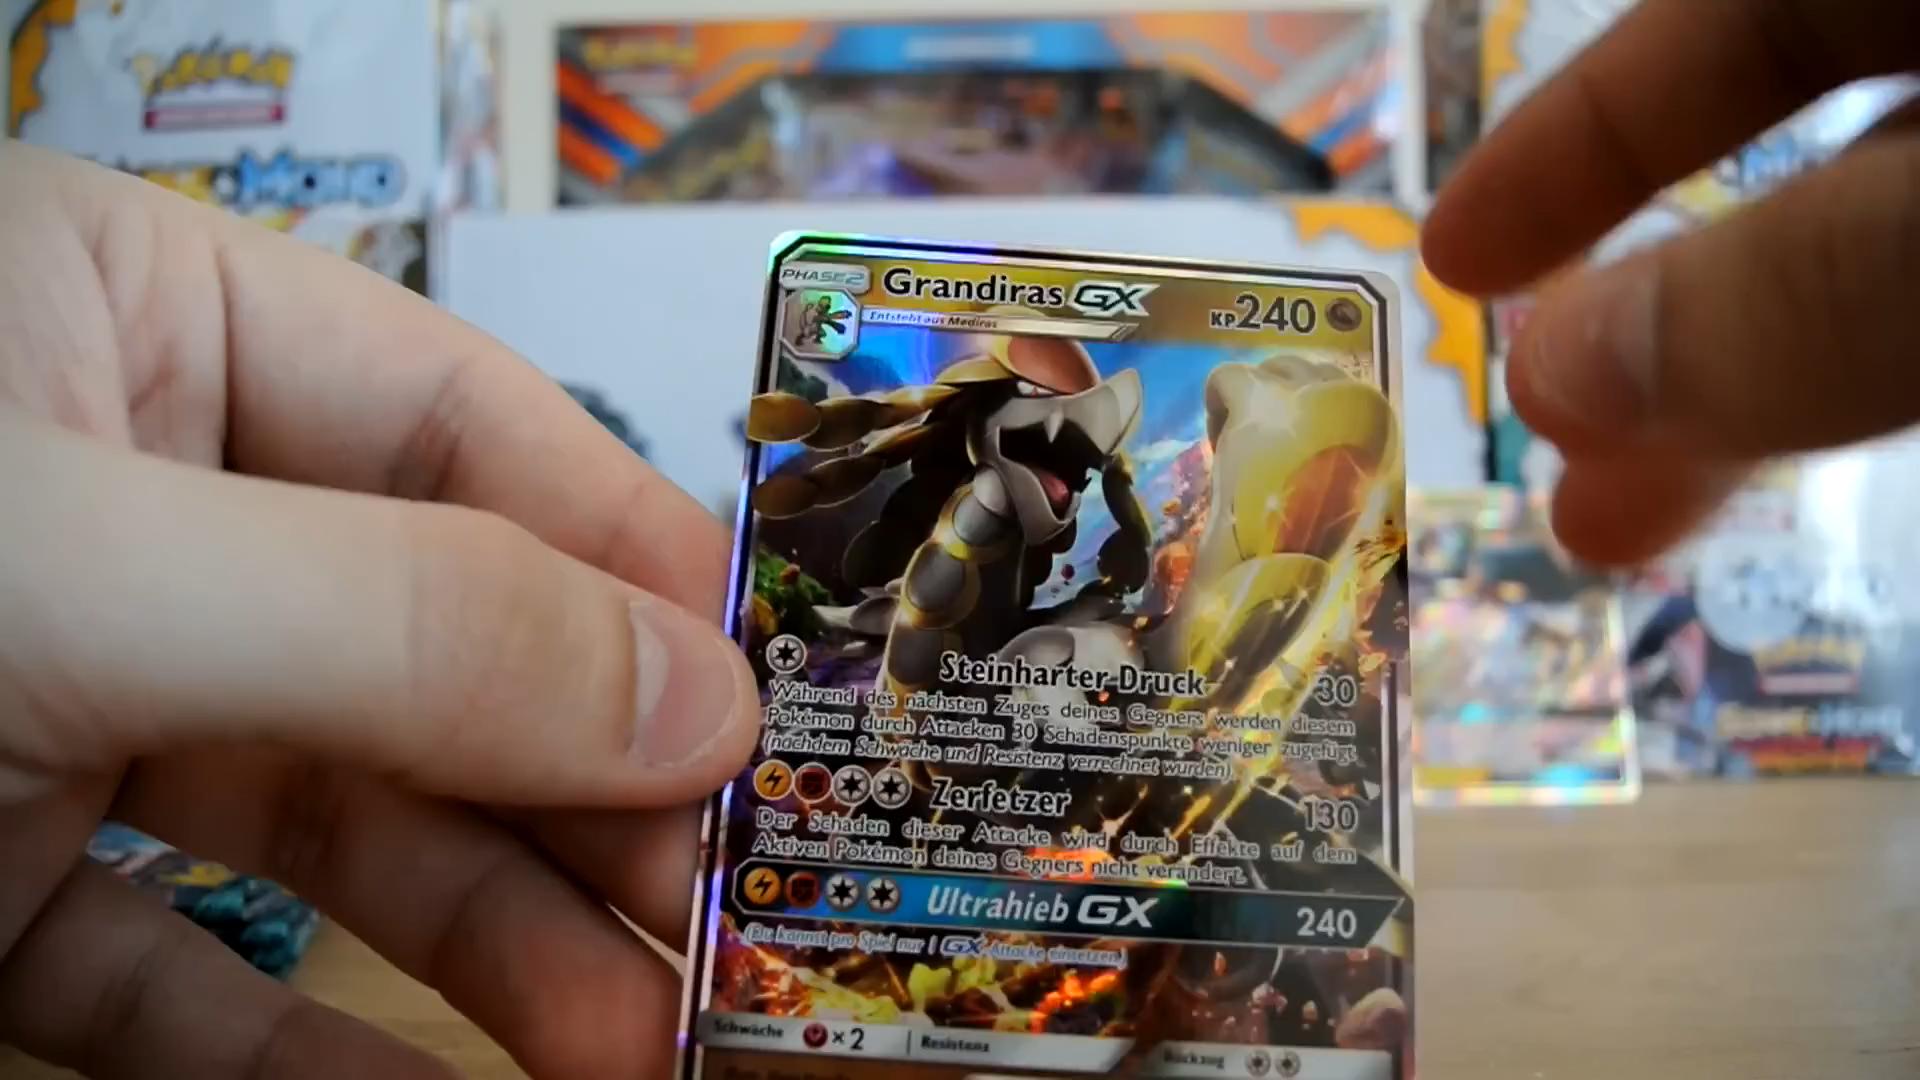 POKÉMON
PHASE 2
Grandiras GX
KP 240
Entsteht aus Mediras
Steinharter Druck 30
Während des nächsten Zuges deines Gegners werden diesem
Pokémon durch Attacken 30 Schadenspunkte weniger zugefügt
(nachdem Schwäche und Resistenz verrechnet wurden).
Zerfetzer 130
Der Schaden dieser Attacke wird durch Effekte auf dem
Aktiven Pokémon deines Gegners nicht verändert.
Ultrahieb GX 240
(Du kannst pro Spiel nur 1 GX-Attacke einsetzen.)
Schwäche ×2 Resistenz Rückzug